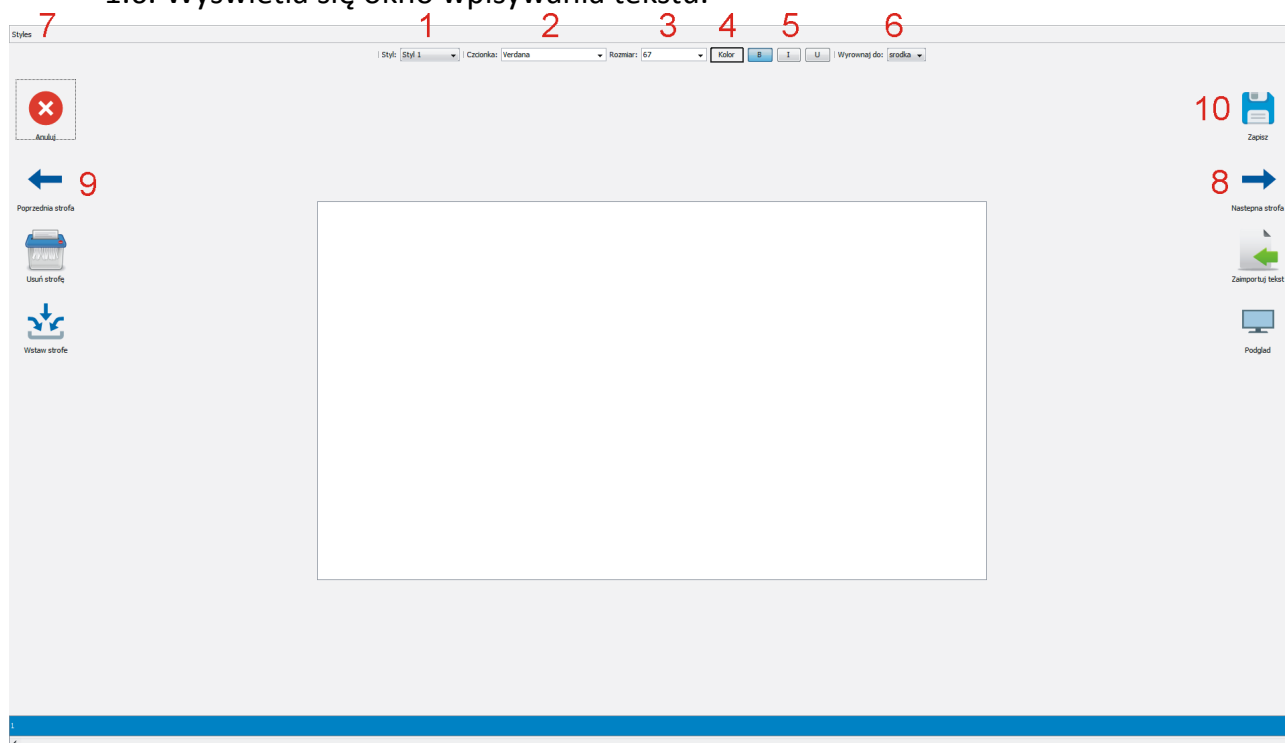 1.6. Wyświetla się okno wpisywania tekstu.
Styles 7 1 2 3 4 5 6
Styl: Styl 1 Czcionka: Verdana Rozmiar: 67 Kolor B I U Wyrownaj do: srodka
10
Anuluj Zapisz
9 8
Poprzednia strofa Nastepna strofa
Usuń strofę Zaimportuj tekst
Wstaw strofe Podglad
1